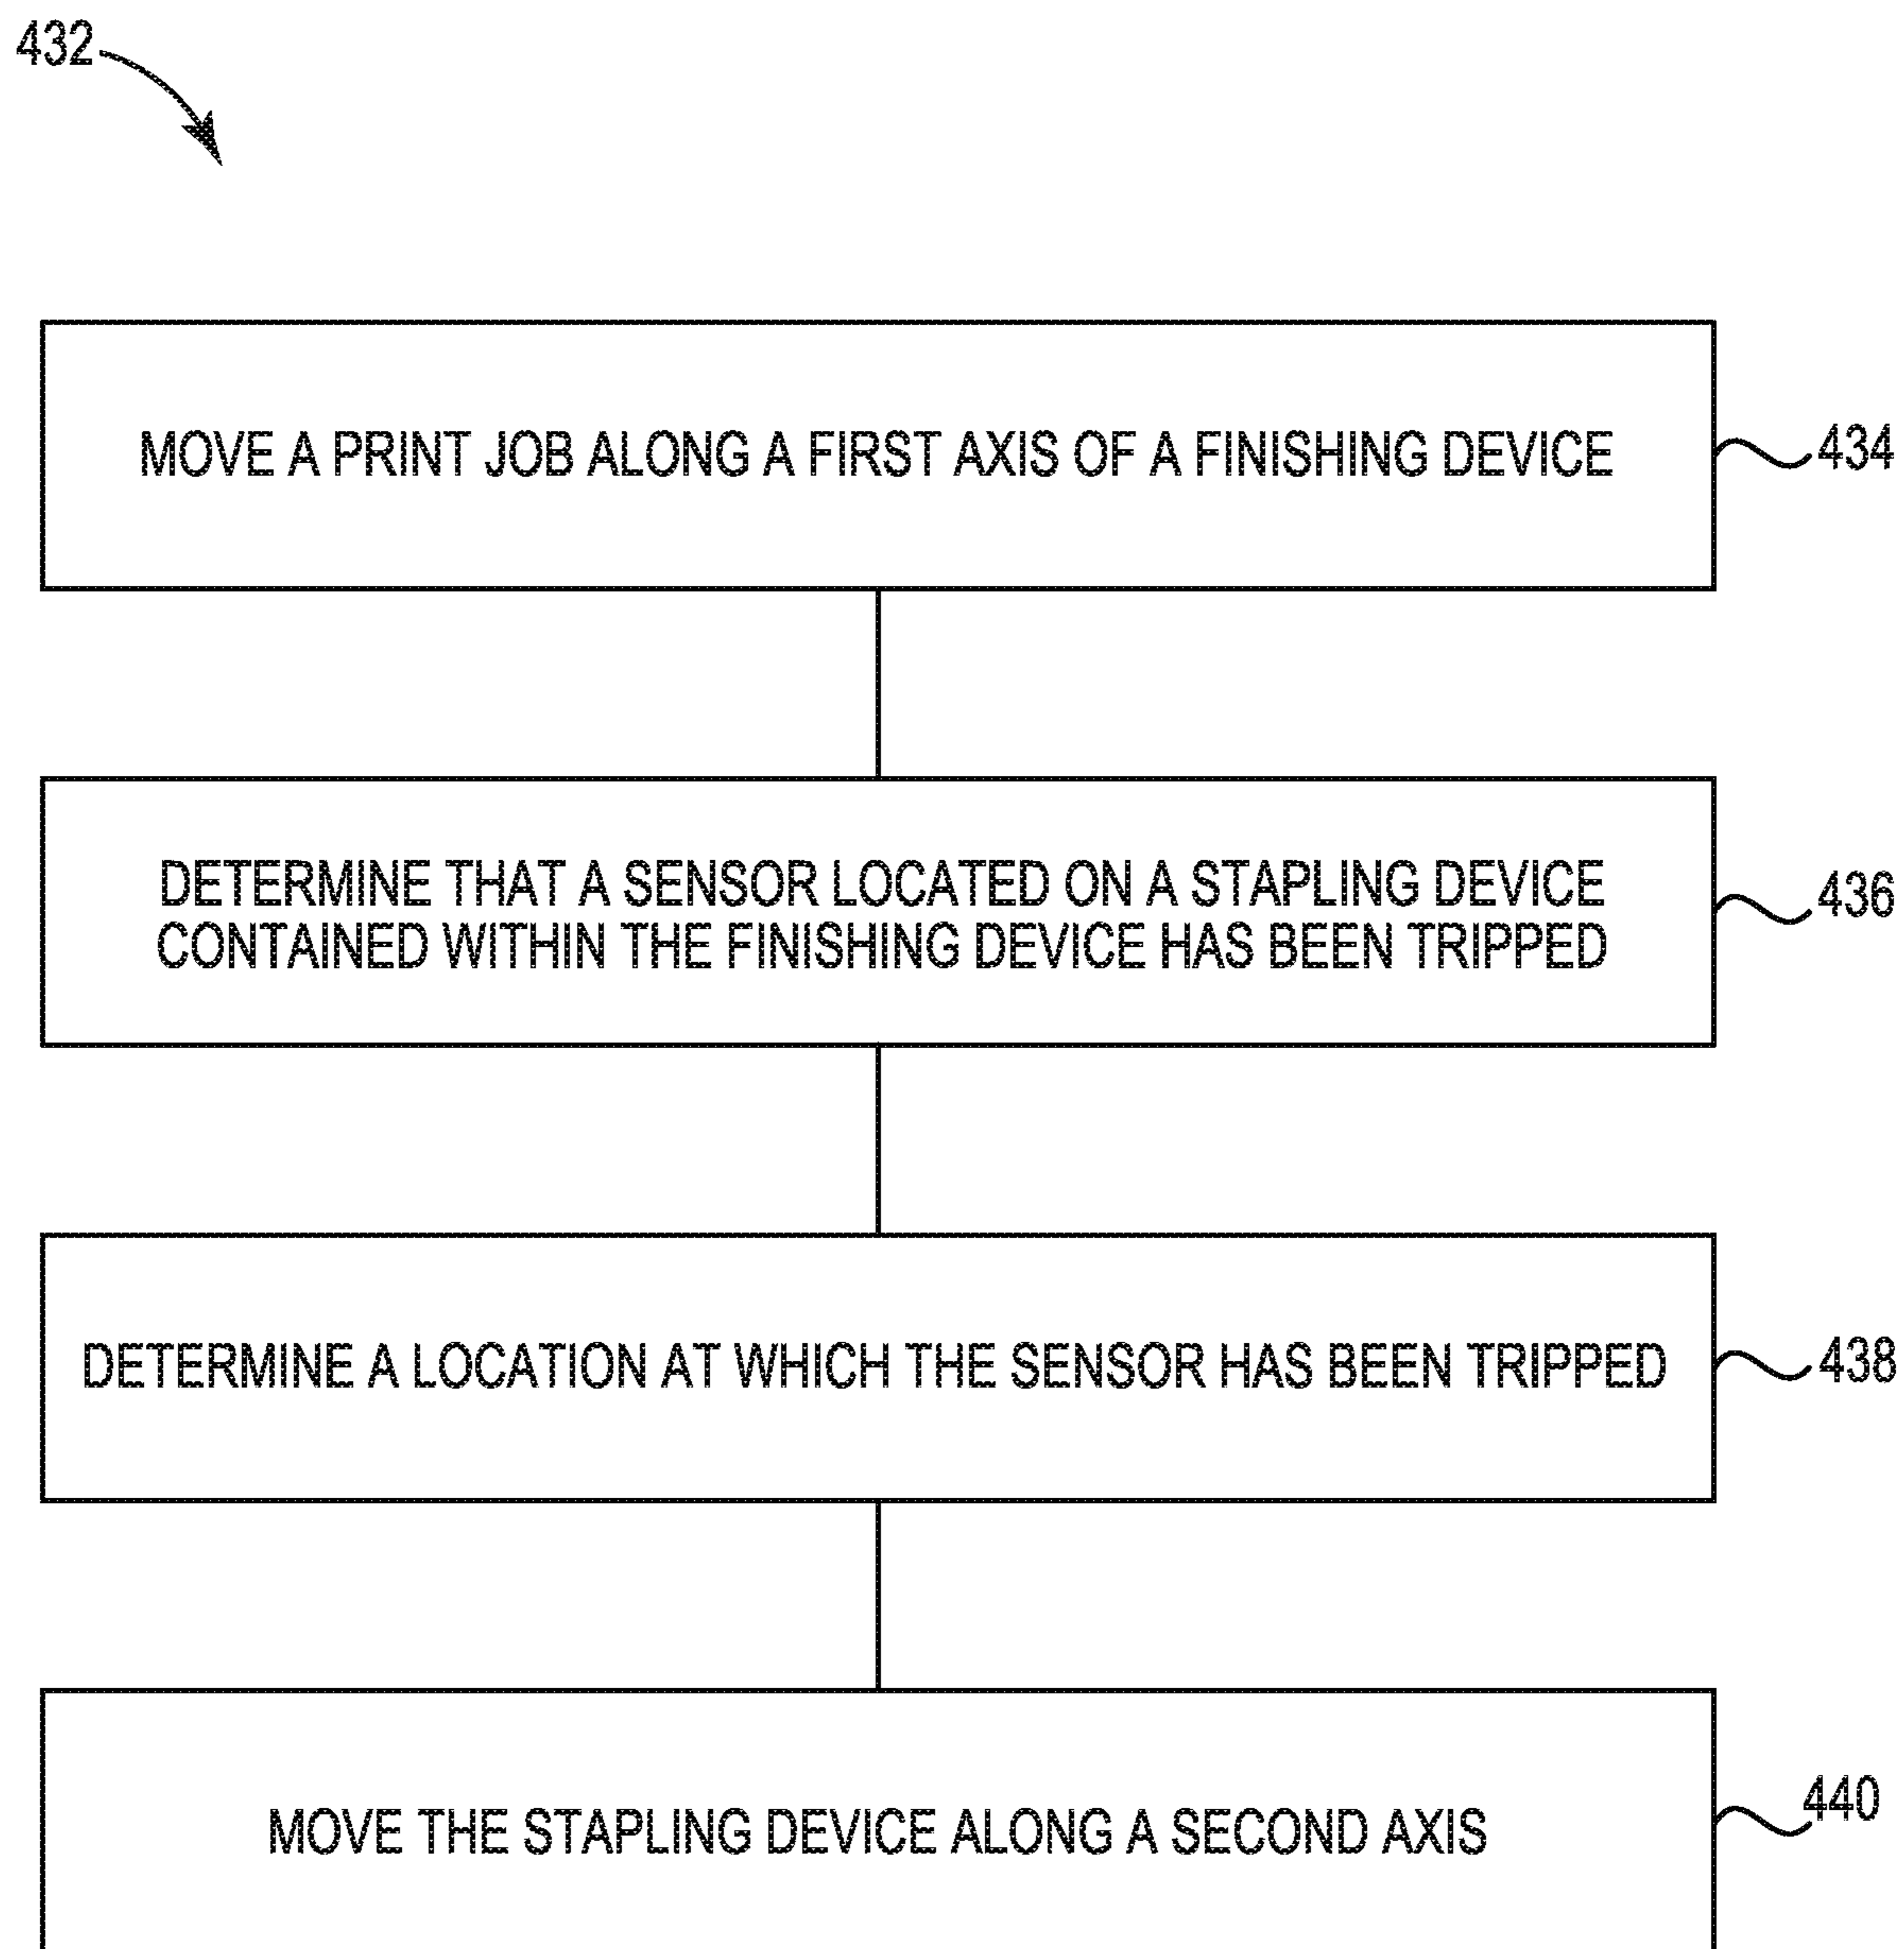 432
MOVE A PRINT JOB ALONG A FIRST AXIS OF A FINISHING DEVICE
434
DETERMINE THAT A SENSOR LOCATED ON A STAPLING DEVICE
CONTAINED WITHIN THE FINISHING DEVICE HAS BEEN TRIPPED
436
DETERMINE A LOCATION AT WHICH THE SENSOR HAS BEEN TRIPPED
438
MOVE THE STAPLING DEVICE ALONG A SECOND AXIS
440